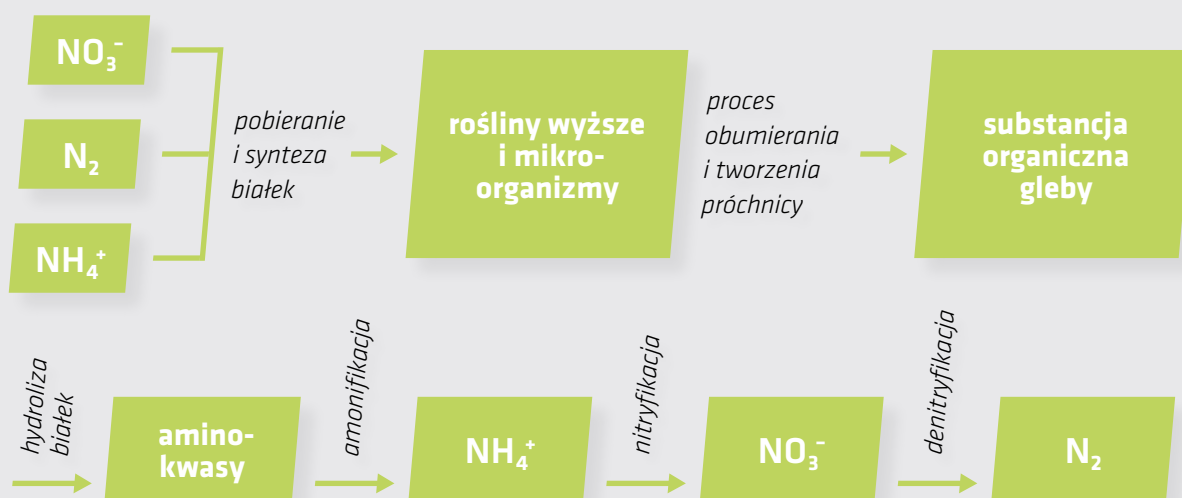 NO₃⁻
N₂
NH₄⁺
pobieranie
i synteza
białek
rośliny wyższe
i mikro-
organizmy
proces
obumierania
i tworzenia
próchnicy
substancja
organiczna
gleby
hydroliza
białek
amino-
kwasy
amonifikacja
NH₄⁺
nitryfikacja
NO₃⁻
denitryfikacja
N₂